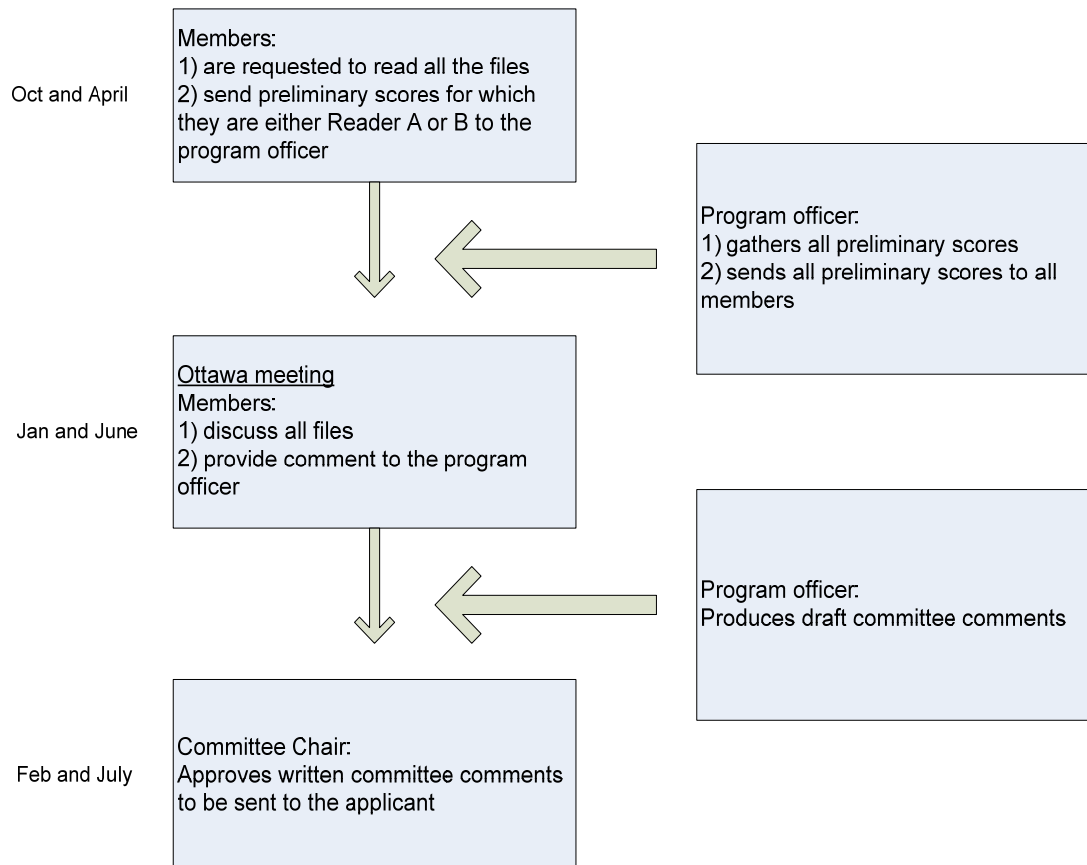 Oct and April
Members:
1) are requested to read all the files
2) send preliminary scores for which
they are either Reader A or B to the
program officer
Program officer:
1) gathers all preliminary scores
2) sends all preliminary scores to all
members
Jan and June
Ottawa meeting
Members:
1) discuss all files
2) provide comment to the program
officer
Program officer:
Produces draft committee comments
Feb and July
Committee Chair:
Approves written committee comments
to be sent to the applicant